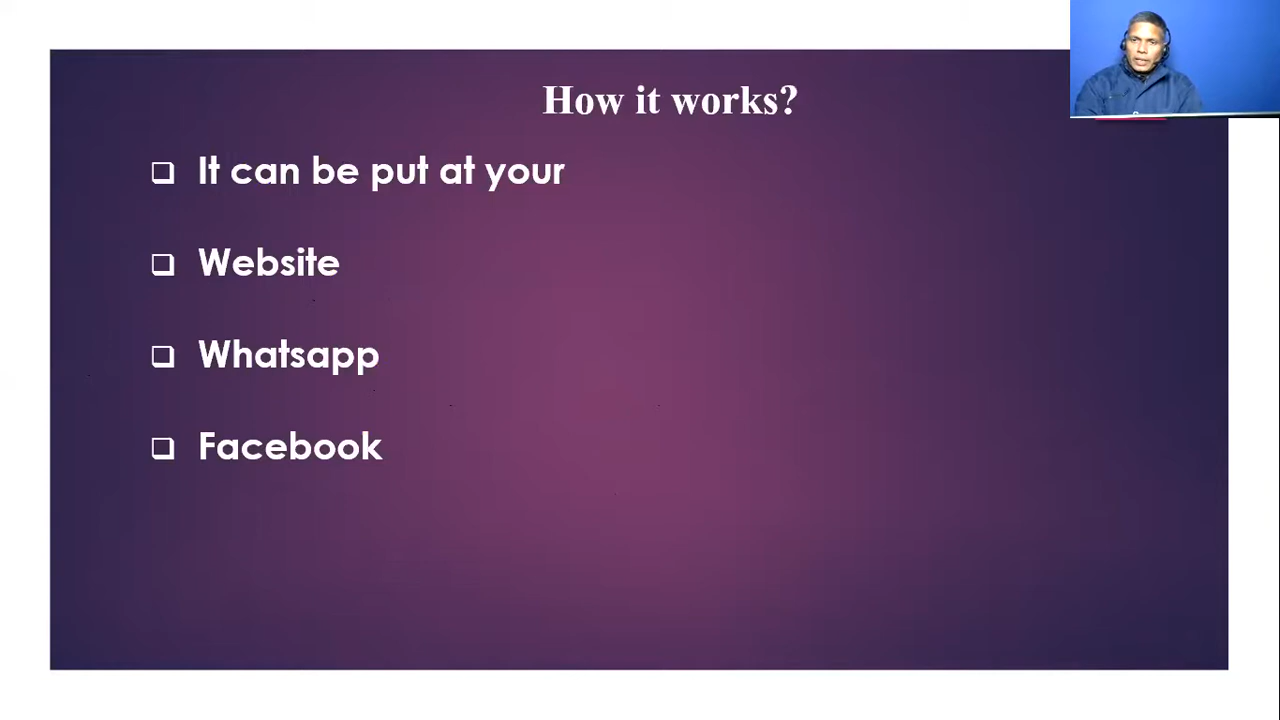 How it works?
It can be put at your
Website
Whatsapp
Facebook